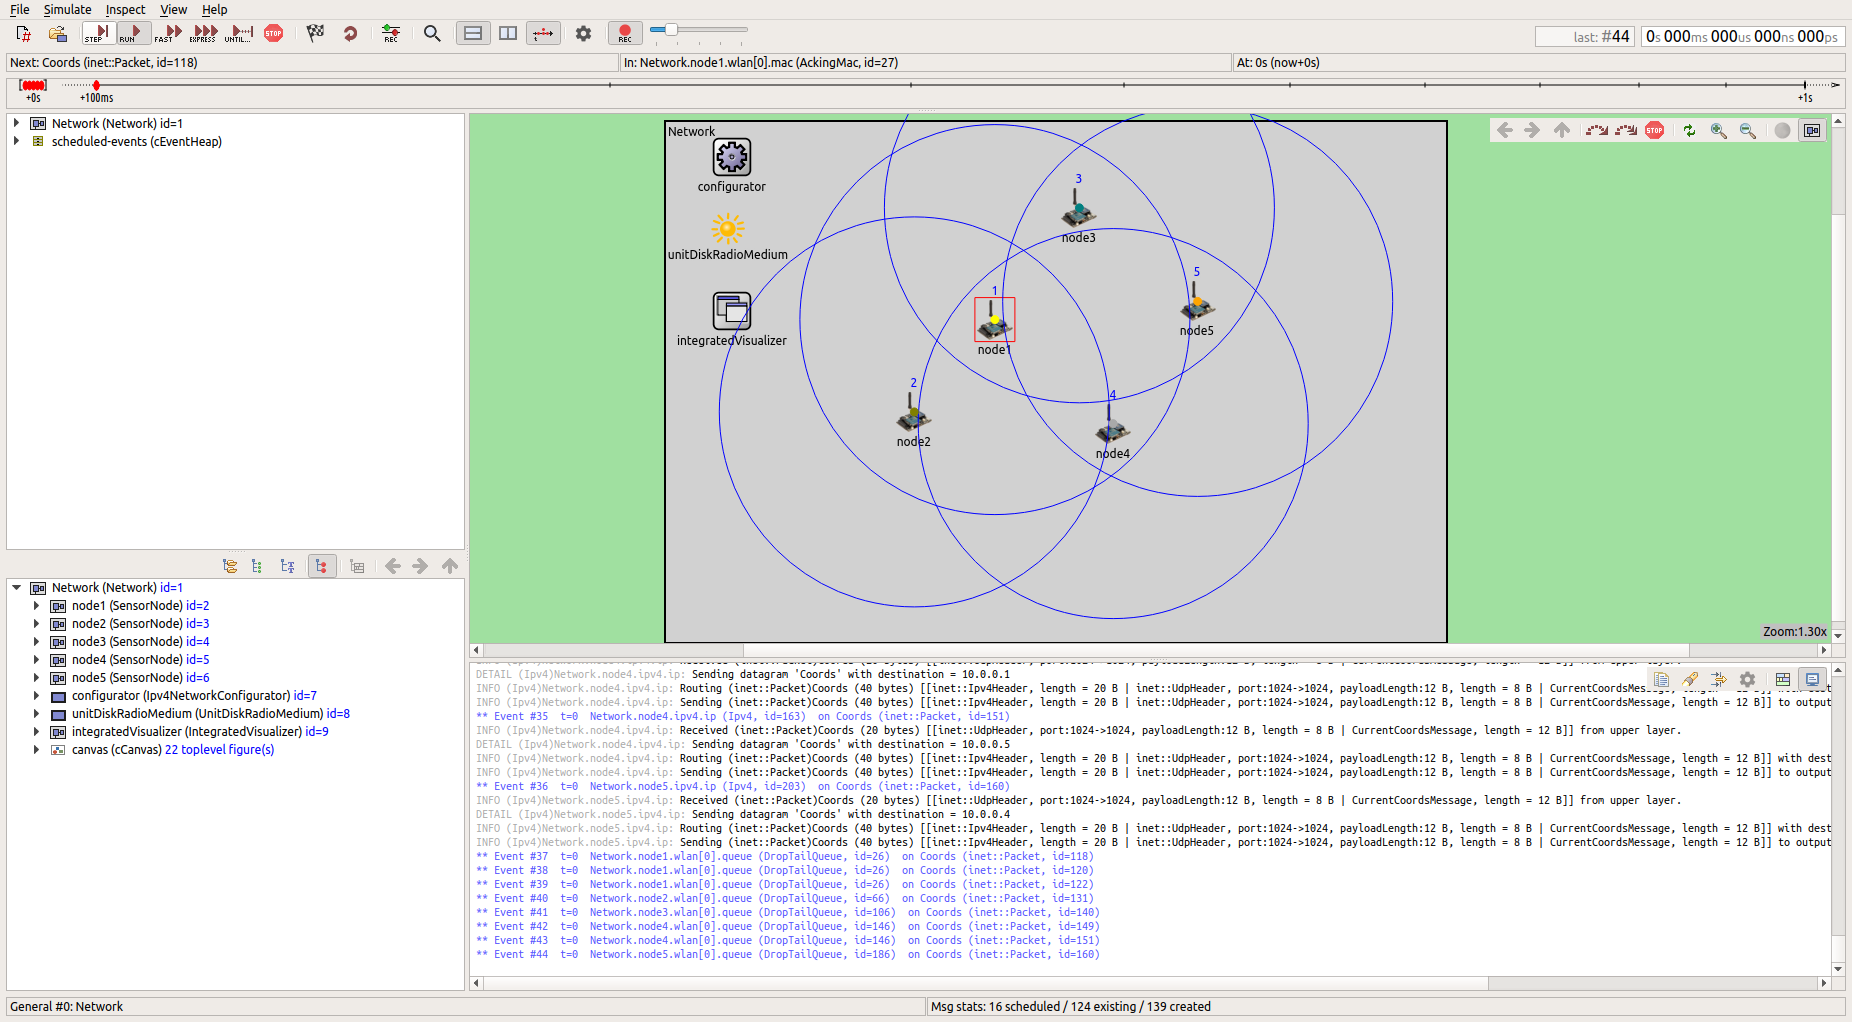 File Simulate Inspect View Help
STEP RUN FAST EXPRESS UNTIL... STOP REC REC
last: #44 0s 000ms 000us 000ns 000ps
Next: Coords (inet::Packet, id=118) In: Network.node1.wlan[0].mac (AckingMac, id=27) At: 0s (now+0s)
+0s +100ms +1s
Network (Network) id=1
scheduled-events (cEventHeap)
Network (Network) id=1
node1 (SensorNode) id=2
node2 (SensorNode) id=3
node3 (SensorNode) id=4
node4 (SensorNode) id=5
node5 (SensorNode) id=6
configurator (Ipv4NetworkConfigurator) id=7
unitDiskRadioMedium (UnitDiskRadioMedium) id=8
integratedVisualizer (IntegratedVisualizer) id=9
canvas (cCanvas) 22 toplevel figure(s)
Network
STOP
configurator
unitDiskRadioMedium
integratedVisualizer
3
node3
5
node5
1
node1
2
node2
4
node4
Zoom:1.30x
DETAIL (Ipv4)Network.node4.ipv4.ip: Sending datagram 'Coords' with destination = 10.0.0.1
INFO (Ipv4)Network.node4.ipv4.ip: Routing (inet::Packet)Coords (40 bytes) [[inet::Ipv4Header, length = 20 B | inet::UdpHeader, port:1024->1024, payloadLength:12 B, length = 8 B | CurrentCoordsMessage,
INFO (Ipv4)Network.node4.ipv4.ip: Sending (inet::Packet)Coords (40 bytes) [[inet::Ipv4Header, length = 20 B | inet::UdpHeader, port:1024->1024, payloadLength:12 B, length = 8 B | CurrentCoordsMessage, length = 12 B]] to output
** Event #35 t=0 Network.node4.ipv4.ip (Ipv4, id=163) on Coords (inet::Packet, id=151)
INFO (Ipv4)Network.node4.ipv4.ip: Received (inet::Packet)Coords (20 bytes) [[inet::UdpHeader, port:1024->1024, payloadLength:12 B, length = 8 B | CurrentCoordsMessage, length = 12 B]] from upper layer.
DETAIL (Ipv4)Network.node4.ipv4.ip: Sending datagram 'Coords' with destination = 10.0.0.5
INFO (Ipv4)Network.node4.ipv4.ip: Routing (inet::Packet)Coords (40 bytes) [[inet::Ipv4Header, length = 20 B | inet::UdpHeader, port:1024->1024, payloadLength:12 B, length = 8 B | CurrentCoordsMessage, length = 12 B]] with dest
INFO (Ipv4)Network.node4.ipv4.ip: Sending (inet::Packet)Coords (40 bytes) [[inet::Ipv4Header, length = 20 B | inet::UdpHeader, port:1024->1024, payloadLength:12 B, length = 8 B | CurrentCoordsMessage, length = 12 B]] to output
** Event #36 t=0 Network.node5.ipv4.ip (Ipv4, id=203) on Coords (inet::Packet, id=160)
INFO (Ipv4)Network.node5.ipv4.ip: Received (inet::Packet)Coords (20 bytes) [[inet::UdpHeader, port:1024->1024, payloadLength:12 B, length = 8 B | CurrentCoordsMessage, length = 12 B]] from upper layer.
DETAIL (Ipv4)Network.node5.ipv4.ip: Sending datagram 'Coords' with destination = 10.0.0.4
INFO (Ipv4)Network.node5.ipv4.ip: Routing (inet::Packet)Coords (40 bytes) [[inet::Ipv4Header, length = 20 B | inet::UdpHeader, port:1024->1024, payloadLength:12 B, length = 8 B | CurrentCoordsMessage, length = 12 B]] with dest
INFO (Ipv4)Network.node5.ipv4.ip: Sending (inet::Packet)Coords (40 bytes) [[inet::Ipv4Header, length = 20 B | inet::UdpHeader, port:1024->1024, payloadLength:12 B, length = 8 B | CurrentCoordsMessage, length = 12 B]] to output
** Event #37 t=0 Network.node1.wlan[0].queue (DropTailQueue, id=26) on Coords (inet::Packet, id=118)
** Event #38 t=0 Network.node1.wlan[0].queue (DropTailQueue, id=26) on Coords (inet::Packet, id=120)
** Event #39 t=0 Network.node1.wlan[0].queue (DropTailQueue, id=26) on Coords (inet::Packet, id=122)
** Event #40 t=0 Network.node2.wlan[0].queue (DropTailQueue, id=66) on Coords (inet::Packet, id=131)
** Event #41 t=0 Network.node3.wlan[0].queue (DropTailQueue, id=106) on Coords (inet::Packet, id=140)
** Event #42 t=0 Network.node4.wlan[0].queue (DropTailQueue, id=146) on Coords (inet::Packet, id=149)
** Event #43 t=0 Network.node4.wlan[0].queue (DropTailQueue, id=146) on Coords (inet::Packet, id=151)
** Event #44 t=0 Network.node5.wlan[0].queue (DropTailQueue, id=186) on Coords (inet::Packet, id=160)
General #0: Network Msg stats: 16 scheduled / 124 existing / 139 created